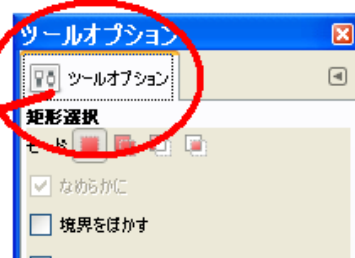 ツールオプション
ツールオプション
矩形選択
モード
なめらかに
境界をぼかす